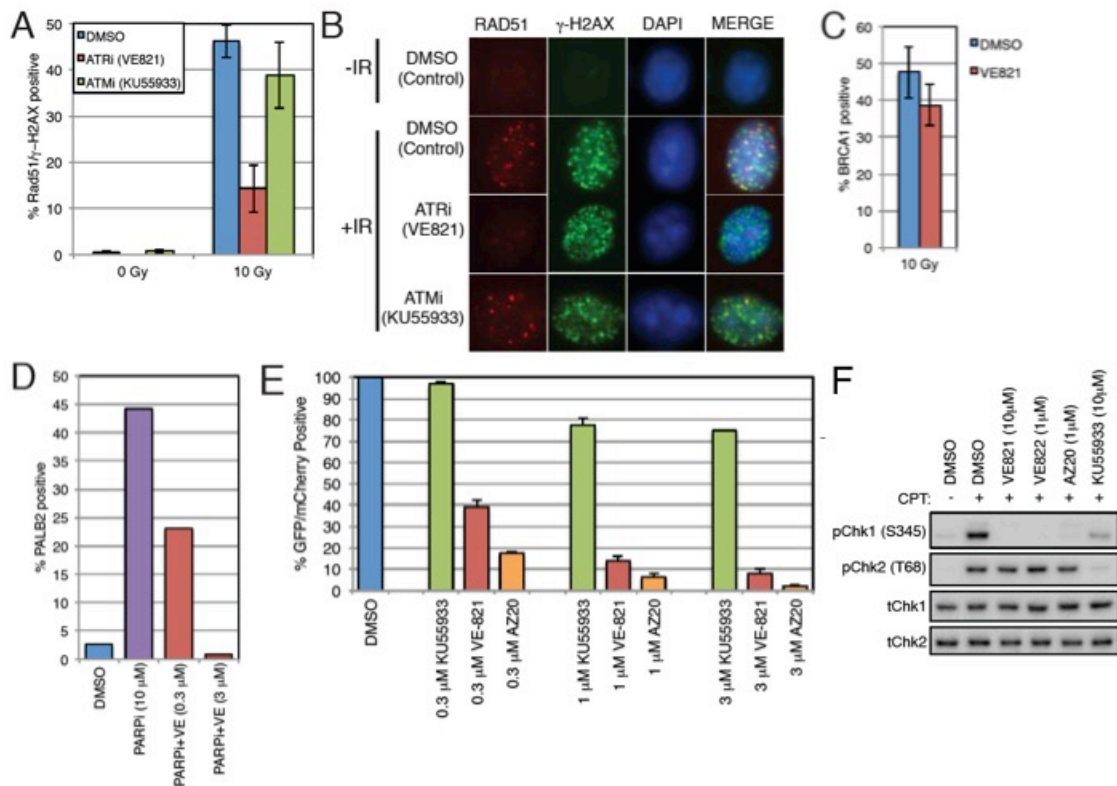 A
% Rad51/γ-H2AX positive
50
40
30
20
10
0
DMSO
ATRi (VE821)
ATMi (KU55933)
0 Gy
10 Gy
B
RAD51
γ-H2AX
DAPI
MERGE
-IR
DMSO
(Control)
+IR
DMSO
(Control)
ATRi
(VE821)
ATMi
(KU55933)
C
% BRCA1 positive
60
50
40
30
20
10
0
10 Gy
DMSO
VE821
D
% PALB2 positive
50
45
40
35
30
25
20
15
10
5
0
DMSO
PARPi (10 μM)
PARPi+VE (0.3 μM)
PARPi+VE (3 μM)
E
% GFP/mCherry Positive
100
90
80
70
60
50
40
30
20
10
0
DMSO
0.3 μM KU55933
0.3 μM VE-821
0.3 μM AZ20
1 μM KU55933
1 μM VE-821
1 μM AZ20
3 μM KU55933
3 μM VE-821
3 μM AZ20
F
DMSO
DMSO
VE821 (10μM)
VE822 (1μM)
AZ20 (1μM)
KU55933 (10μM)
CPT: - + + + + +
pChk1 (S345)
pChk2 (T68)
tChk1
tChk2